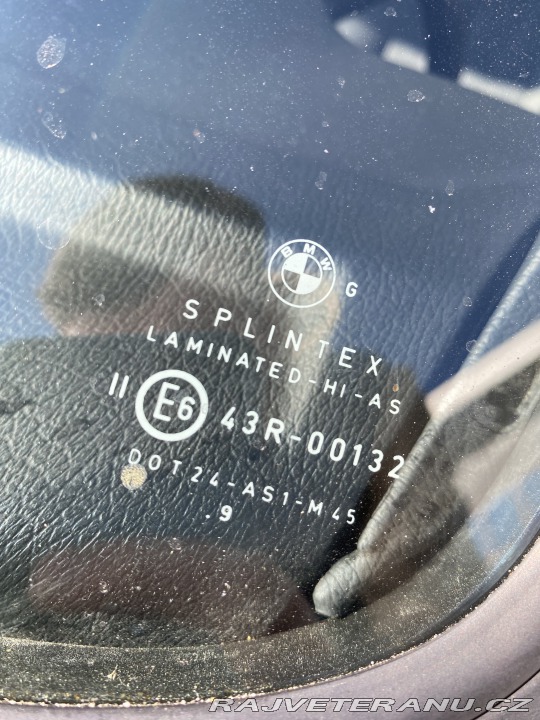 BMW G
SPLINTEX
LAMINATED-HI-AS
II E6 43R-00132
DOT24-AS1-M45
.9
RAJVETERANU.CZ